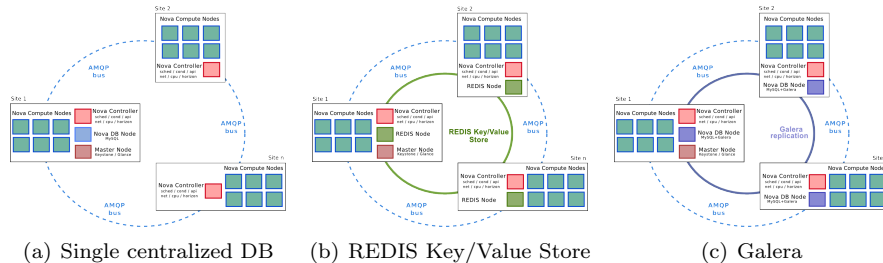 Site 2
Nova Compute Nodes
Nova Controller
sched / cond / api
net / cpu / horizon
AMQP
bus
Site 1
Nova Compute Nodes
Nova Controller
sched / cond / api
net / cpu / horizon
Nova DB Node
MySQL
Master Node
Keystone / Glance
AMQP
bus
Site n
Nova Compute Nodes
Nova Controller
sched / cond / api
net / cpu / horizon
AMQP
bus
(a) Single centralized DB
Site 2
Nova Compute Nodes
Nova Controller
sched / cond / api
net / cpu / horizon
REDIS Node
AMQP
bus
Site 1
Nova Compute Nodes
Nova Controller
sched / cond / api
net / cpu / horizon
REDIS Node
Master Node
Keystone / Glance
REDIS Key/Value
Store
AMQP
bus
Site n
Nova Controller
sched / cond / api
net / cpu / horizon
Nova Compute Nodes
REDIS Node
AMQP
bus
(b) REDIS Key/Value Store
Site 2
Nova Compute Nodes
Nova Controller
sched / cond / api
net / cpu / horizon
Nova DB Node
MySQL+Galera
AMQP
bus
Site 1
Nova Compute Nodes
Nova Controller
sched / cond / api
net / cpu / horizon
Nova DB Node
MySQL+Galera
Master Node
Keystone / Glance
Galera
replication
AMQP
bus
Site
Nova Controller
sched / cond / api
net / cpu / horizon
Nova Compute Nodes
Nova DB Node
MySQL+Galera
AMQP
bus
(c) Galera